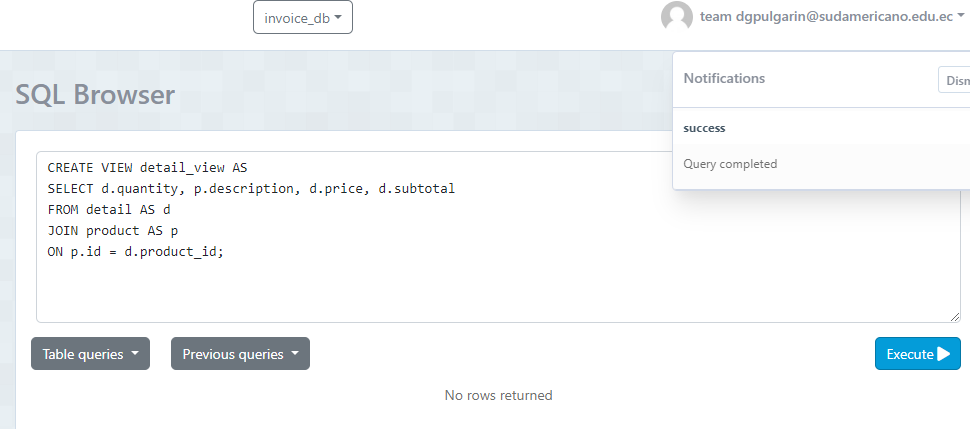 invoice_db
team dgpulgarin@sudamericano.edu.ec
SQL Browser
Notifications
success
Query completed
CREATE VIEW detail_view AS
SELECT d.quantity, p.description, d.price, d.subtotal
FROM detail AS d
JOIN product AS p
ON p.id = d.product_id;
Table queries
Previous queries
Execute
No rows returned